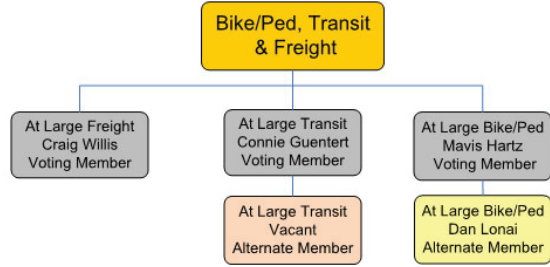 Bike/Ped, Transit
& Freight
At Large Freight
Craig Willis
Voting Member
At Large Transit
Connie Guentert
Voting Member
At Large Bike/Ped
Mavis Hartz
Voting Member
At Large Transit
Vacant
Alternate Member
At Large Bike/Ped
Dan Lonai
Alternate Member